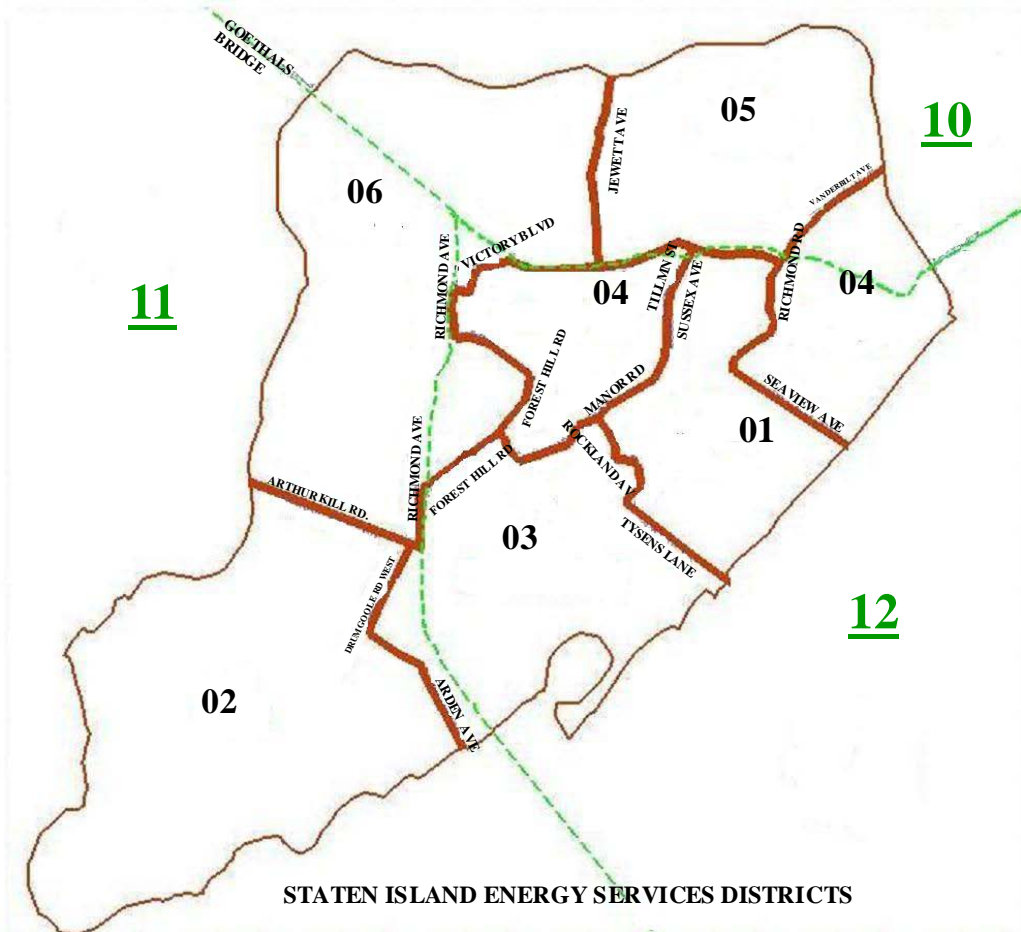 GOETHALS
BRIDGE
05
10
JEWETT AVE
VANDERBILT AVE
06
VICTORY BLVD
RICHMOND AVE
TILLMN ST
SUSSEX AVE
RICHMOND RD
04
04
11
FOREST HILL RD
MANOR RD
SEAVIEW AVE
01
ROCKLAND AV
RICHMOND AVE
FOREST HILL RD
ARTHUR KILL RD.
03
TYSENS LANE
DRUMGOOLE RD WEST
12
02
ARDEN AVE
STATEN ISLAND ENERGY SERVICES DISTRICTS